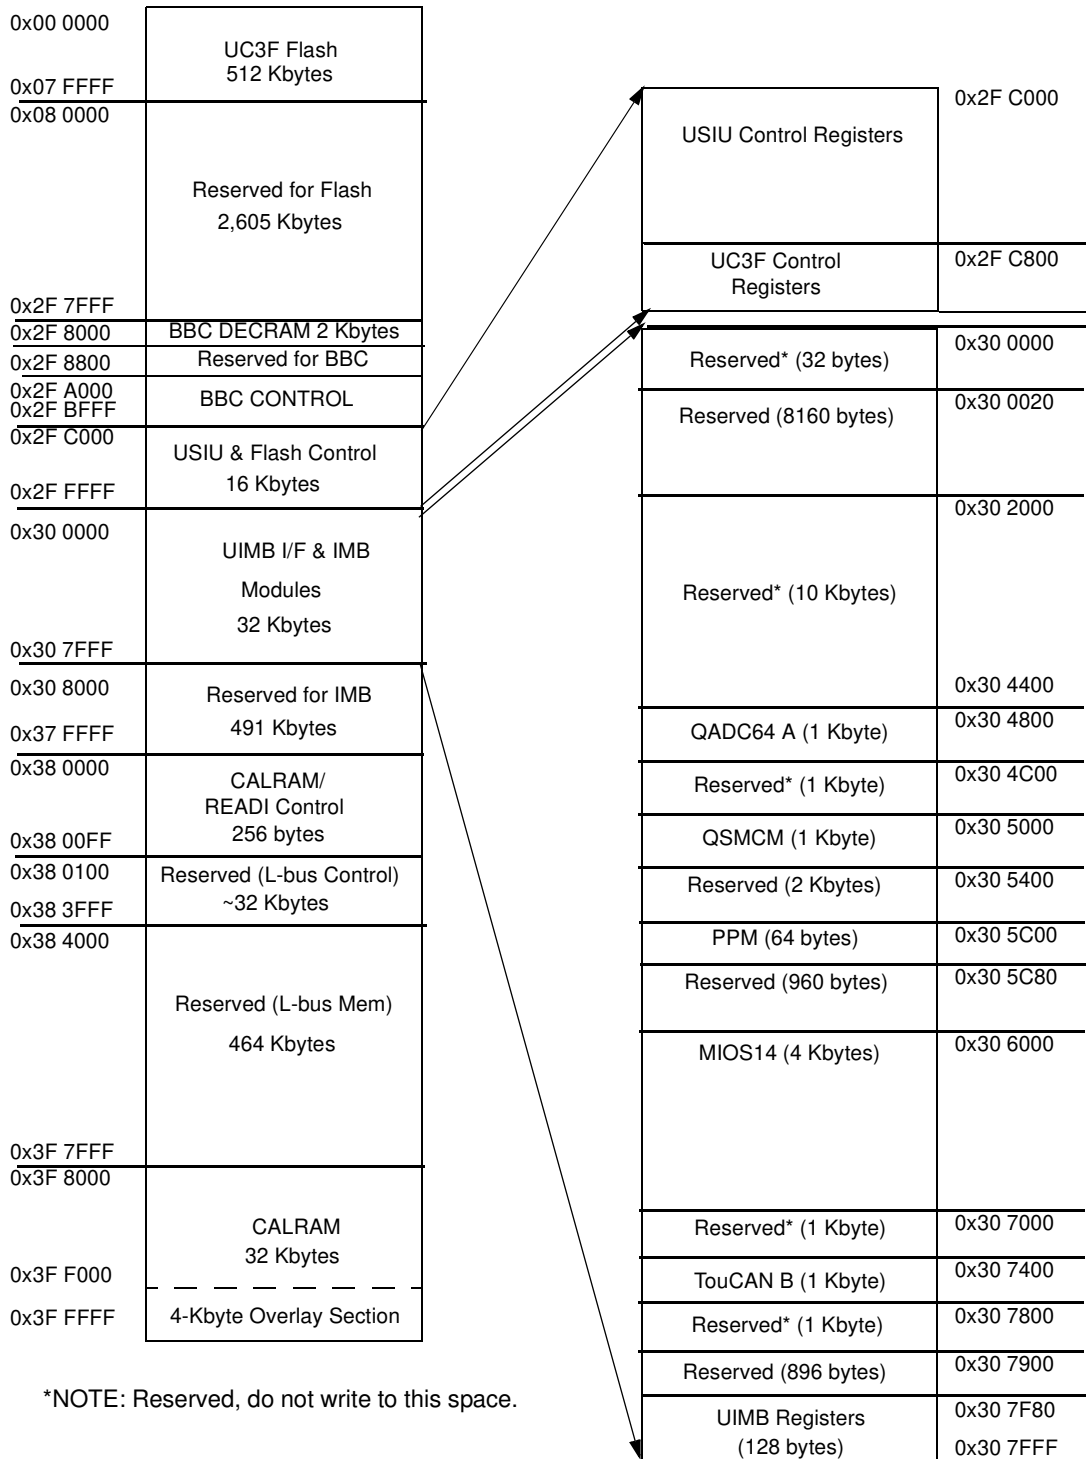 0x00 0000
UC3F Flash
512 Kbytes
0x07 FFFF
0x08 0000
Reserved for Flash
2,605 Kbytes
0x2F 7FFF
0x2F 8000
BBC DECRAM 2 Kbytes
0x2F 8800
Reserved for BBC
0x2F A000
BBC CONTROL
0x2F BFFF
0x2F C000
USIU & Flash Control
16 Kbytes
0x2F FFFF
0x30 0000
UIMB I/F & IMB
Modules
32 Kbytes
0x30 7FFF
0x30 8000
Reserved for IMB
491 Kbytes
0x37 FFFF
0x38 0000
CALRAM/
READI Control
256 bytes
0x38 00FF
0x38 0100
Reserved (L-bus Control)
~32 Kbytes
0x38 3FFF
0x38 4000
Reserved (L-bus Mem)
464 Kbytes
0x3F 7FFF
0x3F 8000
CALRAM
32 Kbytes
0x3F F000
4-Kbyte Overlay Section
0x3F FFFF
*NOTE: Reserved, do not write to this space.
0x2F C000
USIU Control Registers
UC3F Control
Registers
0x2F C800
Reserved* (32 bytes)
0x30 0000
Reserved (8160 bytes)
0x30 0020
0x30 2000
Reserved* (10 Kbytes)
0x30 4400
QADC64 A (1 Kbyte)
0x30 4800
Reserved* (1 Kbyte)
0x30 4C00
QSMCM (1 Kbyte)
0x30 5000
Reserved (2 Kbytes)
0x30 5400
PPM (64 bytes)
0x30 5C00
Reserved (960 bytes)
0x30 5C80
MIOS14 (4 Kbytes)
0x30 6000
Reserved* (1 Kbyte)
0x30 7000
TouCAN B (1 Kbyte)
0x30 7400
Reserved* (1 Kbyte)
0x30 7800
Reserved (896 bytes)
0x30 7900
UIMB Registers
(128 bytes)
0x30 7F80
0x30 7FFF